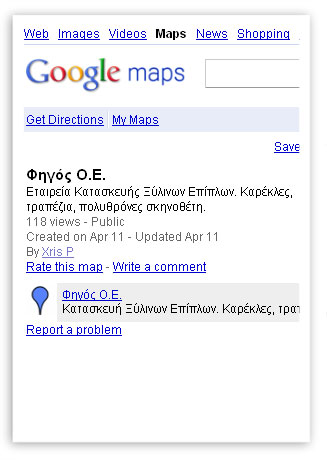 Web Images Videos Maps News Shopping
Google maps
Get Directions My Maps
Save
Φηγός Ο.Ε.
Εταιρεία Κατασκευής Ξύλινων Επίπλων. Καρέκλες,
τραπέζια, πολυθρόνες σκηνοθέτη.
118 views - Public
Created on Apr 11 - Updated Apr 11
By Xris P
Rate this map - Write a comment
Φηγός Ο.Ε.
Κατασκευή Ξύλινων Επίπλων. Καρέκλες, τραπ
Report a problem